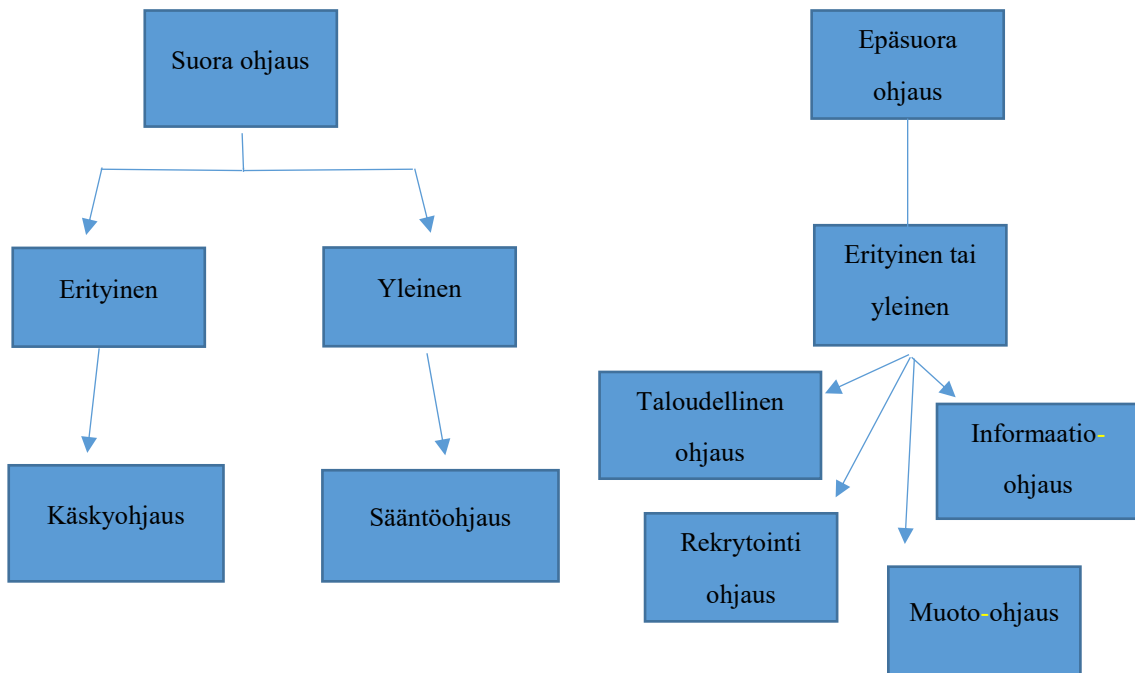 Suora ohjaus
Erityinen
Yleinen
Käskyohjaus
Sääntöohjaus
Epäsuora
ohjaus
Erityinen tai
yleinen
Taloudellinen
ohjaus
Informaatio-
ohjaus
Rekrytointi
ohjaus
Muoto-ohjaus